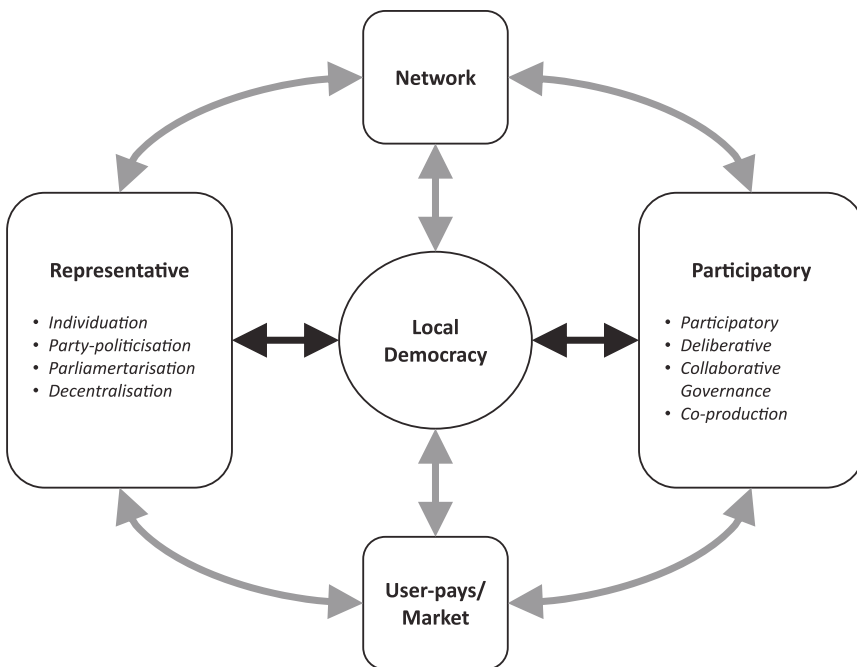 Network
Representative
• Individuation
• Party-politicisation
• Parliamertarisation
• Decentralisation
Local
Democracy
Participatory
• Participatory
• Deliberative
• Collaborative
Governance
• Co-production
User-pays/
Market